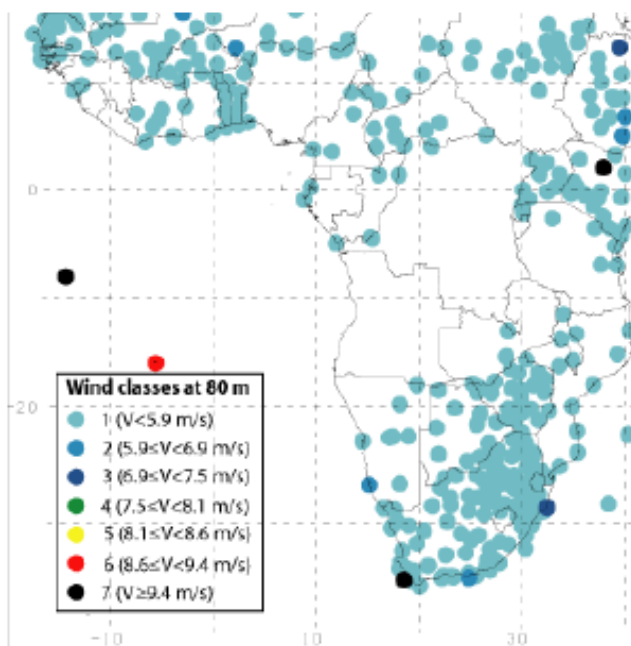 0
Wind classes at 80 m
1 (V<5.9 m/s)
-20
2 (5.9≤V<6.9 m/s)
3 (6.9≤V<7.5 m/s)
4 (7.5≤V<8.1 m/s)
5 (8.1≤V<8.6 m/s)
6 (8.6≤V<9.4 m/s)
7 (V≥9.4 m/s)
-10 10 30